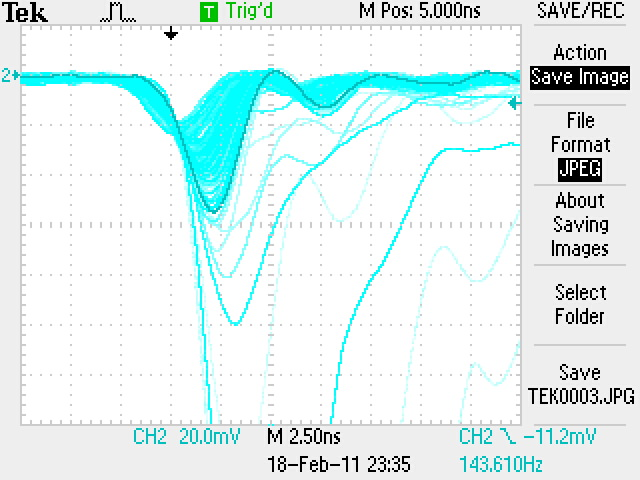 Tek T Trig'd M Pos: 5.000ns SAVE/REC
Action
Save Image
File
Format
JPEG
About
Saving
Images
Select
Folder
Save
TEK0003.JPG
2
CH2 20.0mV M 2.50ns CH2 \ -11.2mV
18-Feb-11 23:35 143.610Hz